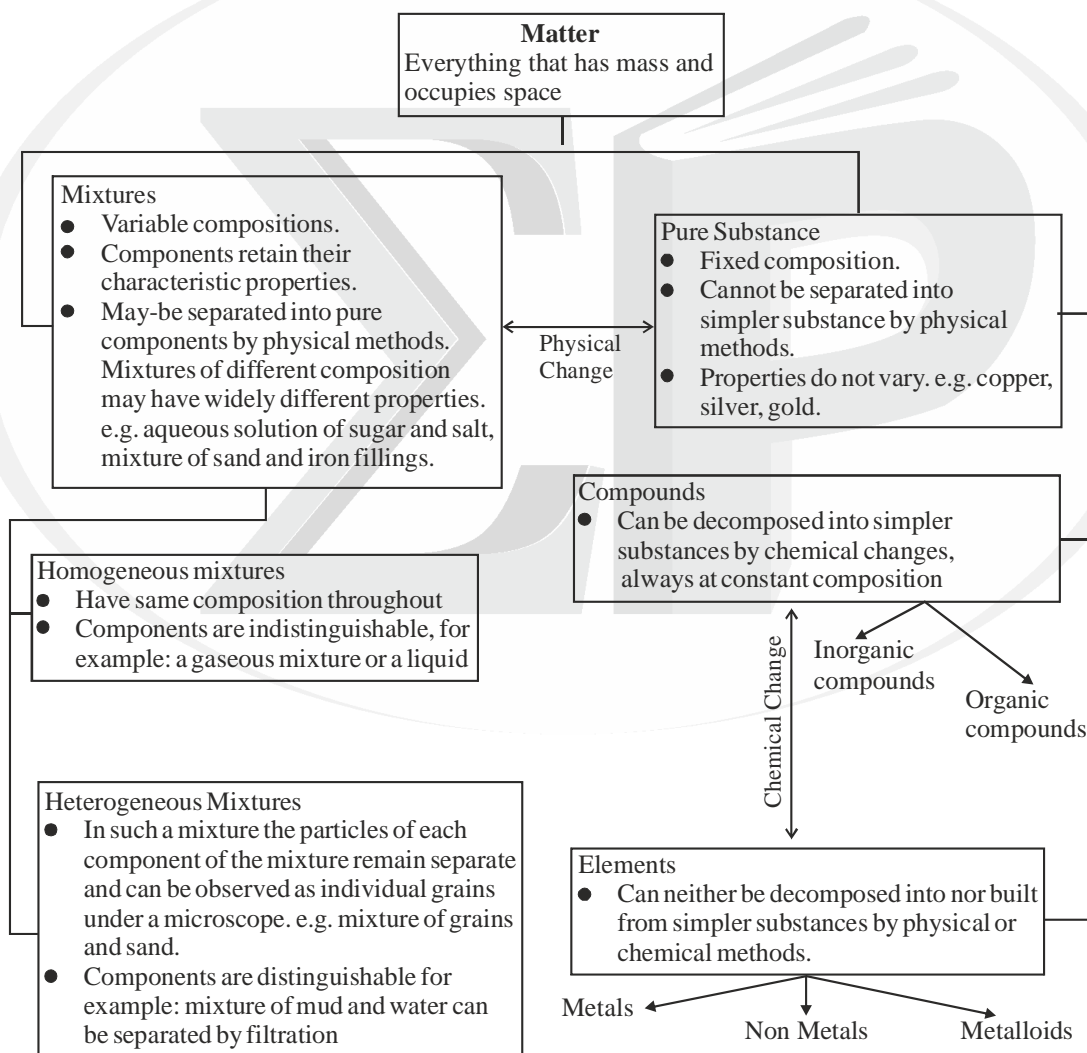 Matter
Everything that has mass and
occupies space
Mixtures
● Variable compositions.
● Components retain their
characteristic properties.
● May-be separated into pure
components by physical methods.
Mixtures of different composition
may have widely different properties.
e.g. aqueous solution of sugar and salt,
mixture of sand and iron fillings.
Physical
Change
Pure Substance
● Fixed composition.
● Cannot be separated into
simpler substance by physical
methods.
● Properties do not vary. e.g. copper,
silver, gold.
Homogeneous mixtures
● Have same composition throughout
● Components are indistinguishable, for
example: a gaseous mixture or a liquid
Heterogeneous Mixtures
● In such a mixture the particles of each
component of the mixture remain separate
and can be observed as individual grains
under a microscope. e.g. mixture of grains
and sand.
● Components are distinguishable for
example: mixture of mud and water can
be separated by filtration
Compounds
● Can be decomposed into simpler
substances by chemical changes,
always at constant composition
Inorganic
compounds
Organic
compounds
Chemical Change
Elements
● Can neither be decomposed into nor built
from simpler substances by physical or
chemical methods.
Metals
Non Metals
Metalloids